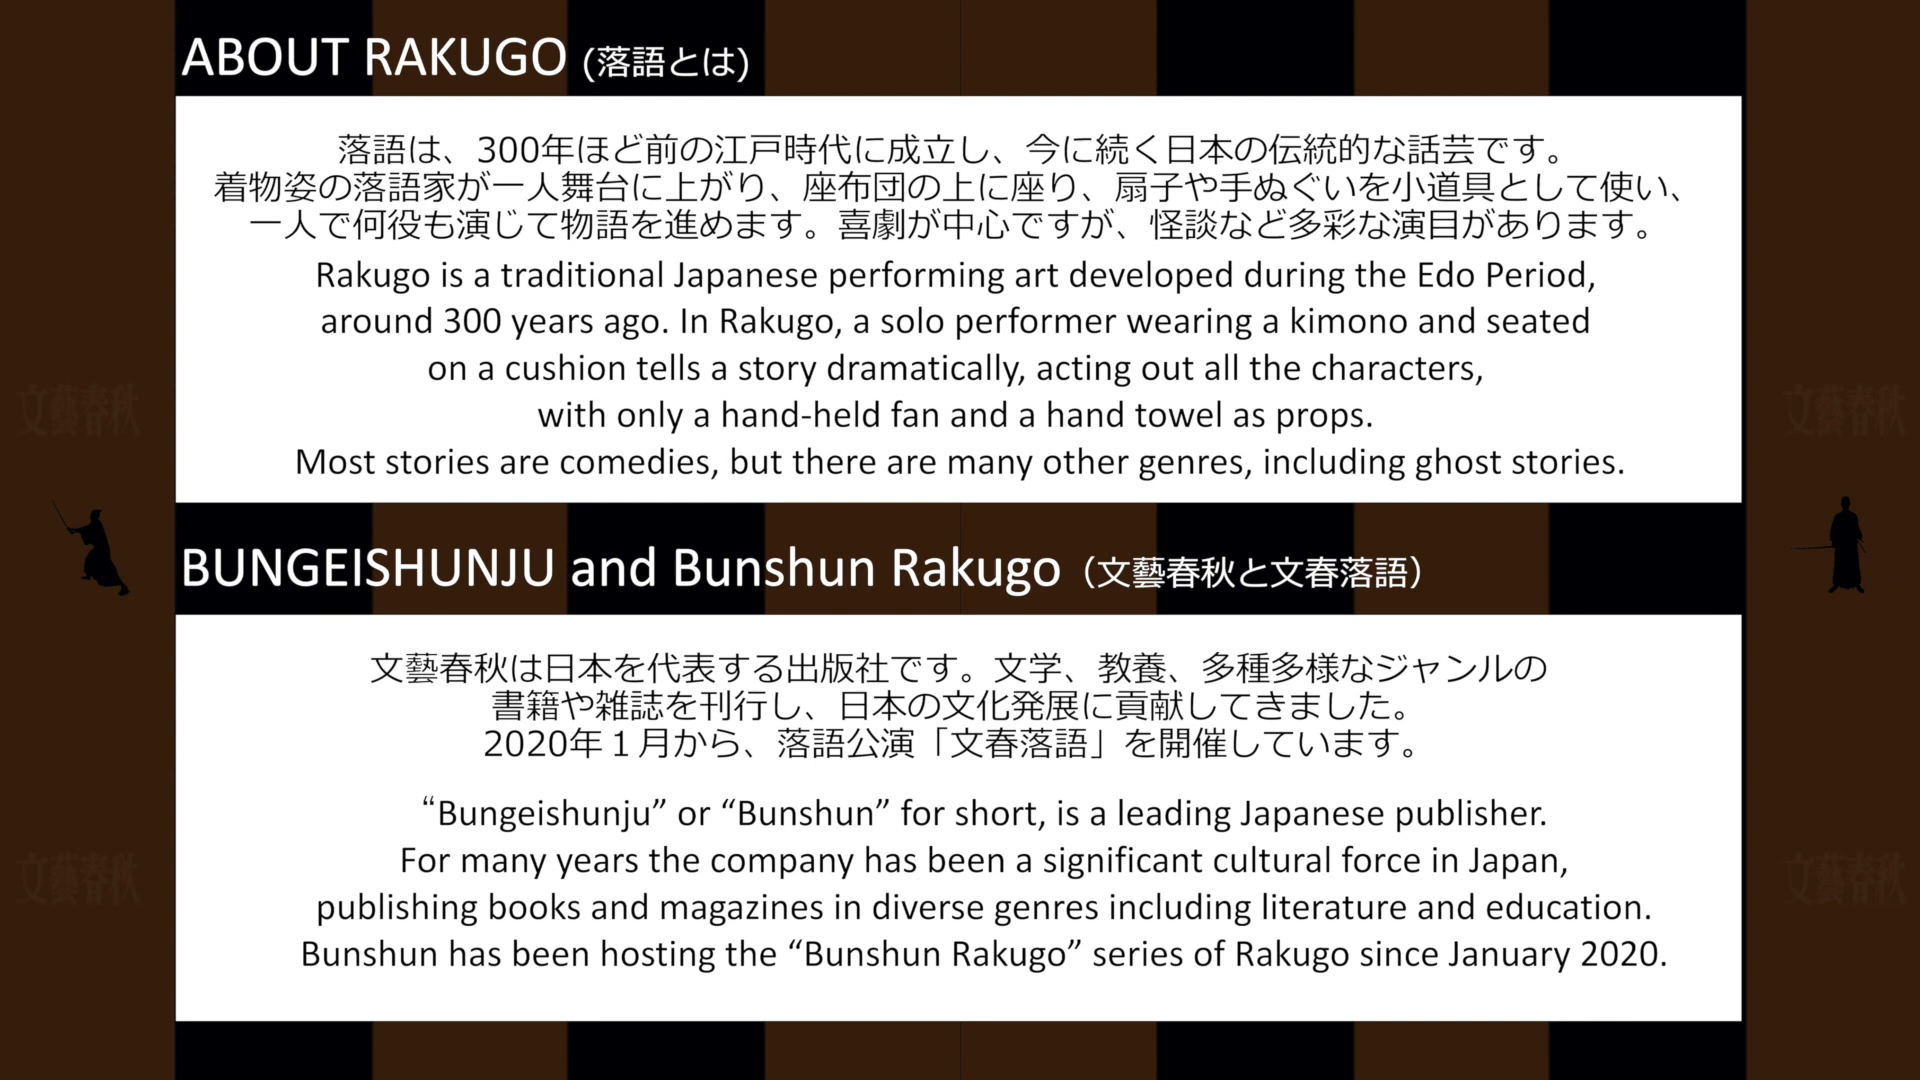 ABOUT RAKUGO (落語とは)
落語は、300年ほど前の江戸時代に成立し、今に続く日本の伝統的な話芸です。
着物姿の落語家が一人舞台に上がり、座布団の上に座り、扇子や手ぬぐいを小道具として使い、
一人で何役も演じて物語を進めます。喜劇が中心ですが、怪談など多彩な演目があります。
Rakugo is a traditional Japanese performing art developed during the Edo Period,
around 300 years ago. In Rakugo, a solo performer wearing a kimono and seated
on a cushion tells a story dramatically, acting out all the characters,
with only a hand-held fan and a hand towel as props.
Most stories are comedies, but there are many other genres, including ghost stories.
文藝春秋
文藝春秋
BUNGEISHUNJU and Bunshun Rakugo（文藝春秋と文春落語）
文藝春秋は日本を代表する出版社です。文学、教養、多種多様なジャンルの
書籍や雑誌を刊行し、日本の文化発展に貢献してきました。
2020年１月から、落語公演「文春落語」を開催しています。
“Bungeishunju” or “Bunshun” for short, is a leading Japanese publisher.
For many years the company has been a significant cultural force in Japan,
publishing books and magazines in diverse genres including literature and education.
Bunshun has been hosting the “Bunshun Rakugo” series of Rakugo since January 2020.
文藝春秋
文藝春秋